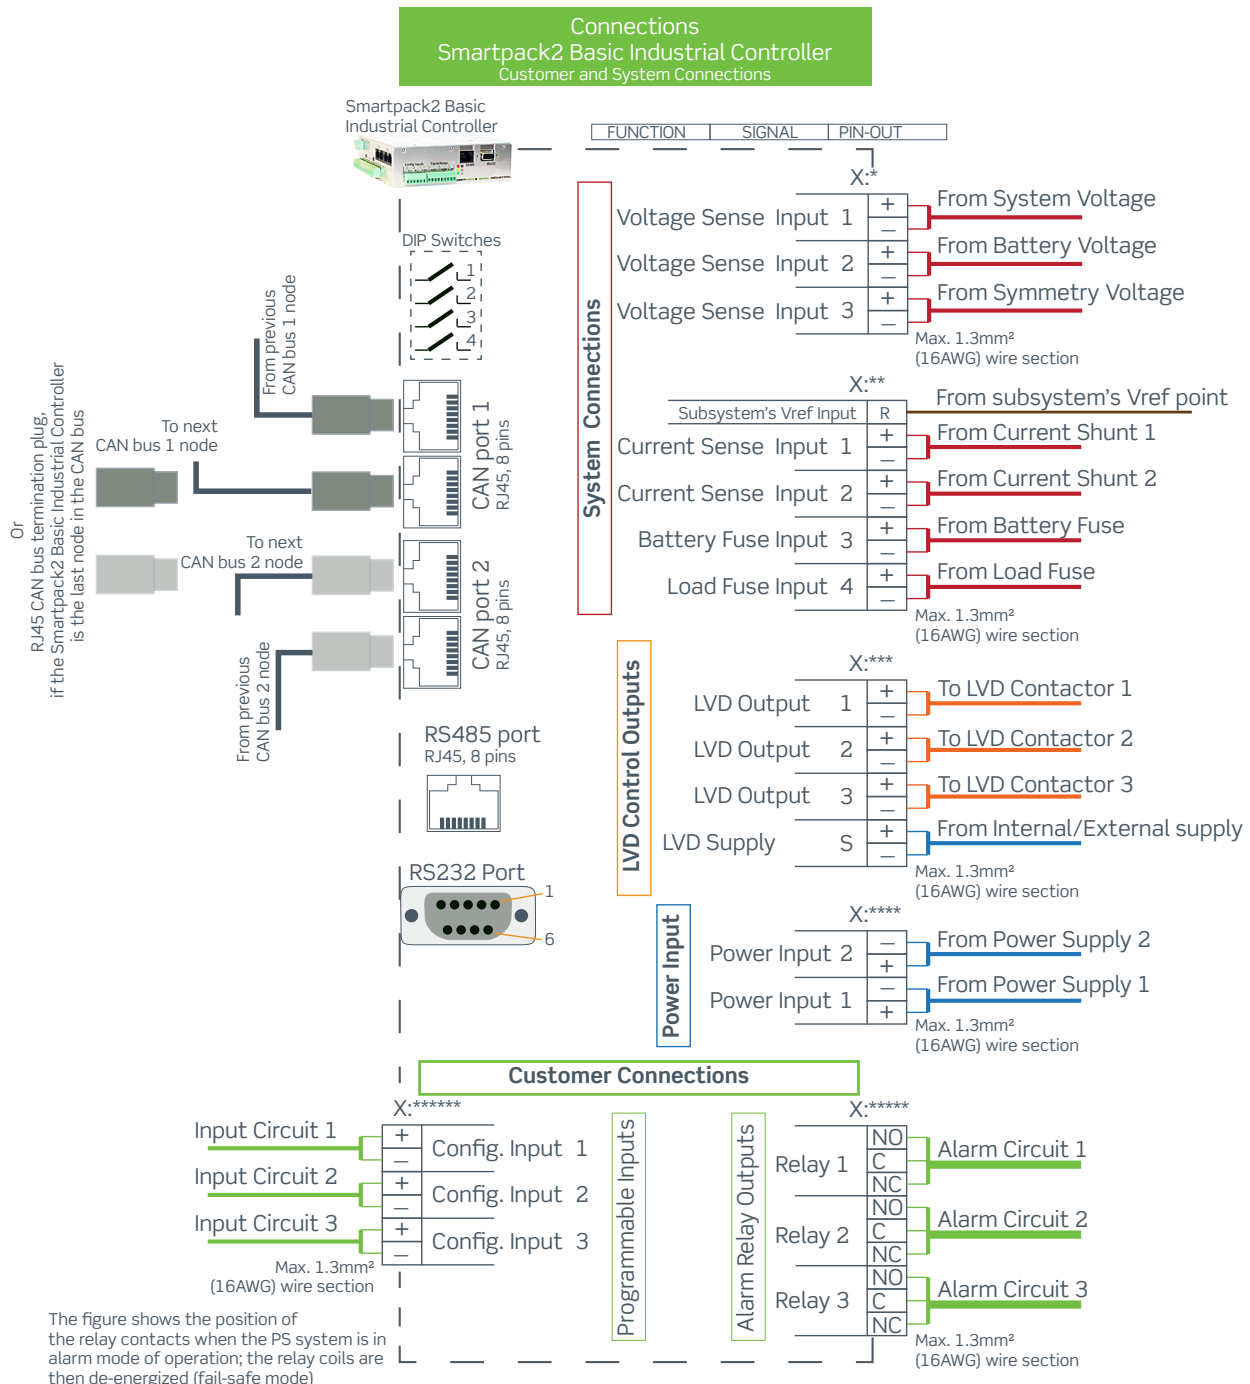 Connections
Smartpack2 Basic Industrial Controller
Customer and System Connections
Smartpack2 Basic
Industrial Controller
FUNCTION SIGNAL PIN-OUT
DIP Switches
1
2
3
4
From previous
CAN bus 1 node
To next
CAN bus 1 node
CAN port 1
RJ45, 8 pins
Or
RJ45 CAN bus termination plug,
if the Smartpack2 Basic Industrial Controller
is the last node in the CAN bus
To next
CAN bus 2 node
CAN port 2
RJ45, 8 pins
From previous
CAN bus 2 node
RS485 port
RJ45, 8 pins
RS232 Port
1
6
System Connections
X:*
Voltage Sense Input 1 + − From System Voltage
Voltage Sense Input 2 + − From Battery Voltage
Voltage Sense Input 3 + − From Symmetry Voltage
Max. 1.3mm²
(16AWG) wire section
X:**
Subsystem's Vref Input R From subsystem's Vref point
Current Sense Input 1 + − From Current Shunt 1
Current Sense Input 2 + − From Current Shunt 2
Battery Fuse Input 3 + − From Battery Fuse
Load Fuse Input 4 + − From Load Fuse
Max. 1.3mm²
(16AWG) wire section
LVD Control Outputs
X:***
LVD Output 1 + − To LVD Contactor 1
LVD Output 2 + − To LVD Contactor 2
LVD Output 3 + − To LVD Contactor 3
LVD Supply S + − From Internal/External supply
Max. 1.3mm²
(16AWG) wire section
Power Input
X:****
Power Input 2 − + From Power Supply 2
Power Input 1 − + From Power Supply 1
Max. 1.3mm²
(16AWG) wire section
Customer Connections
X:******
Input Circuit 1 + − Config. Input 1
Input Circuit 2 + − Config. Input 2
Input Circuit 3 + − Config. Input 3
Max. 1.3mm²
(16AWG) wire section
Programmable Inputs
Alarm Relay Outputs
X:*****
Relay 1 NO C NC Alarm Circuit 1
Relay 2 NO C NC Alarm Circuit 2
Relay 3 NO C NC Alarm Circuit 3
Max. 1.3mm²
(16AWG) wire section
The figure shows the position of
the relay contacts when the PS system is in
alarm mode of operation; the relay coils are
then de-energized (fail-safe mode)